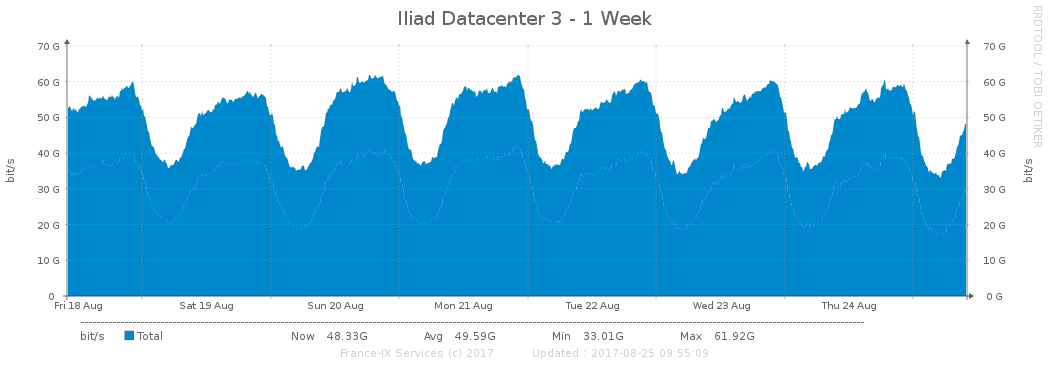 Iliad Datacenter 3 - 1 Week
RRDTOOL / TOBI OETIKER
70 G 70 G
60 G 60 G
50 G 50 G
40 G 40 G
30 G 30 G
20 G 20 G
10 G 10 G
0 0 G
bit/s
bit/s
Fri 18 Aug Sat 19 Aug Sun 20 Aug Mon 21 Aug Tue 22 Aug Wed 23 Aug Thu 24 Aug
bit/s Total Now 48.33G Avg 49.59G Min 33.01G Max 61.92G
France-IX Services (c) 2017 Updated : 2017-08-25 09:55:09